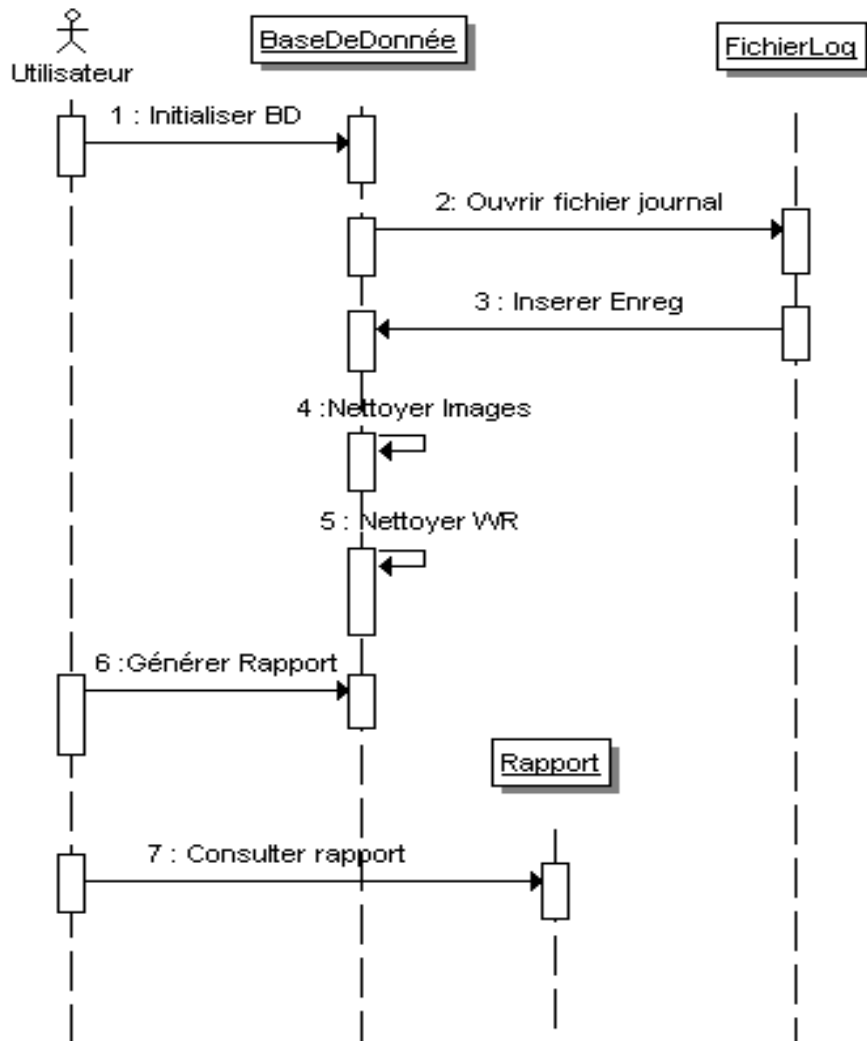 BaseDeDonnée
FichierLog
Utilisateur
1 : Initialiser BD
2: Ouvrir fichier journal
3 : Inserer Enreg
4 :Nettoyer Images
5 : Nettoyer WR
6 :Générer Rapport
Rapport
7 : Consulter rapport